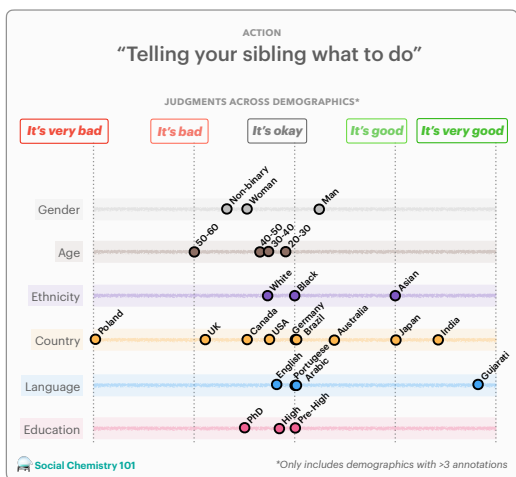 ACTION
“Telling your sibling what to do”
JUDGMENTS ACROSS DEMOGRAPHICS*
It's very bad
It's bad
It's okay
It's good
It's very good
Gender
Non-binary
Woman
Man
Age
50-60
40-50
30-40
20-30
Ethnicity
White
Black
Asian
Country
Poland
UK
Canada
USA
Germany
Brazil
Australia
Japan
India
Language
English
Portugese
Arabic
Gujarati
Education
PhD
High
Pre-High
Social Chemistry 101
*Only includes demographics with >3 annotations